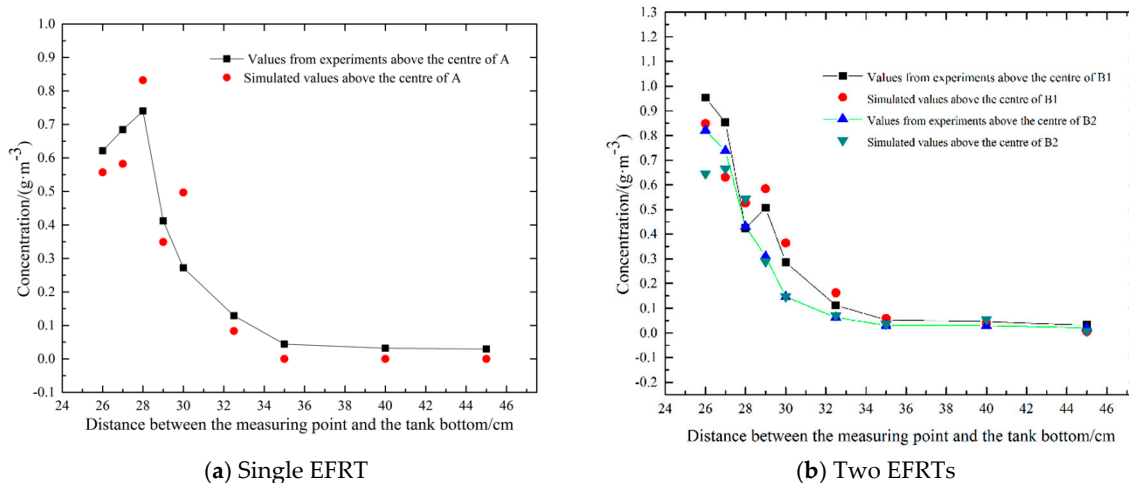 1.0
0.9
0.8
0.7
0.6
0.5
0.4
0.3
0.2
0.1
0.0
-0.1
Concentration/(g·m⁻³)
Values from experiments above the centre of A
Simulated values above the centre of A
24 26 28 30 32 34 36 38 40 42 44 46
Distance between the measuring point and the tank bottom/cm
(a) Single EFRT
1.3
1.2
1.1
1.0
0.9
0.8
0.7
0.6
0.5
0.4
0.3
0.2
0.1
0.0
-0.1
-0.2
Concentration/(g·m⁻³)
Values from experiments above the centre of B1
Simulated values above the centre of B1
Values from experiments above the centre of B2
Simulated values above the centre of B2
24 26 28 30 32 34 36 38 40 42 44 46
Distance between the measuring point and the tank bottom/cm
(b) Two EFRTs